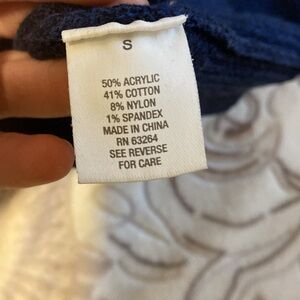 S
50% ACRYLIC
41% COTTON
8% NYLON
1% SPANDEX
MADE IN CHINA
RN 63264
SEE REVERSE
FOR CARE